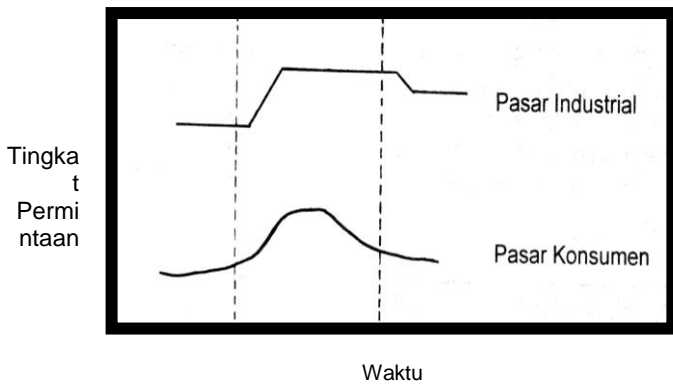 Tingka
t
Permi
ntaan
Pasar Industrial
Pasar Konsumen
Waktu